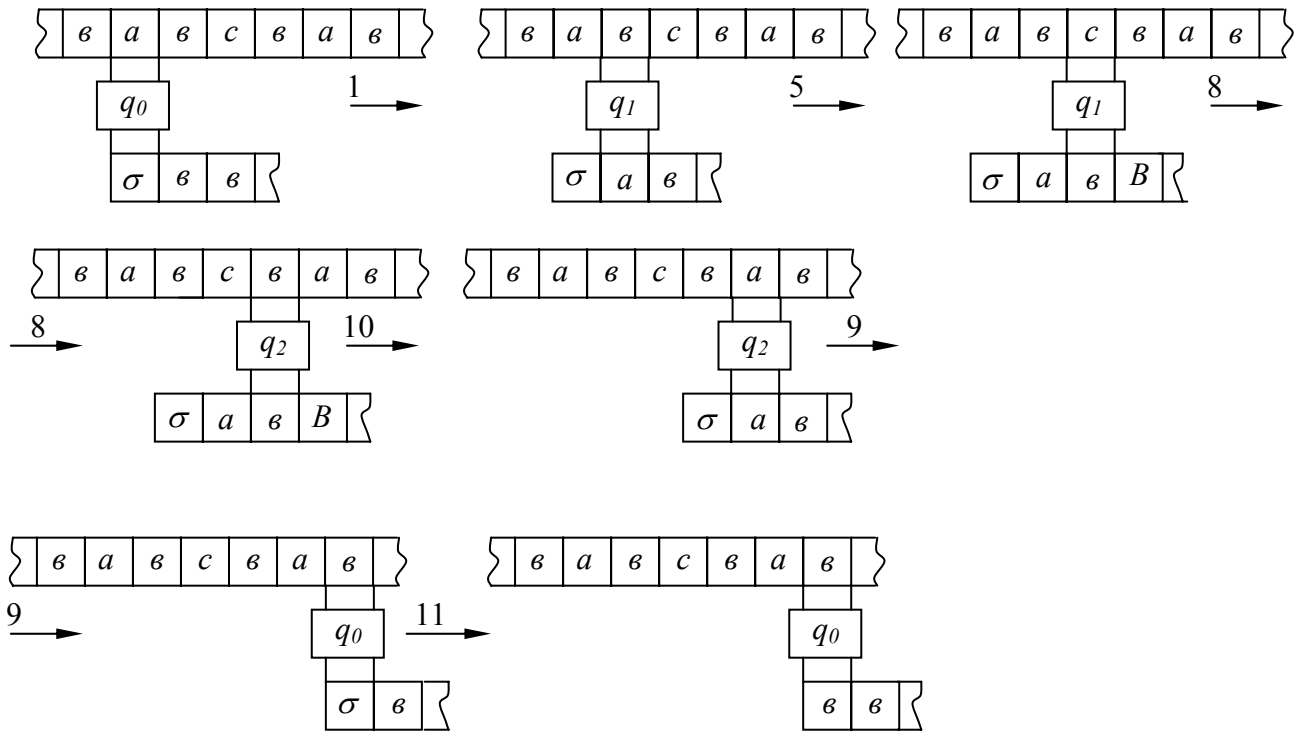 в а в с в а в
в а в с в а в
в а в с в а в
q0
1
q1
5
q1
8
σ в в
σ а в
σ а в В
в а в с в а в
в а в с в а в
8
q2
10
q2
9
σ а в В
σ а в
в а в с в а в
в а в с в а в
9
q0
11
q0
σ в
в в